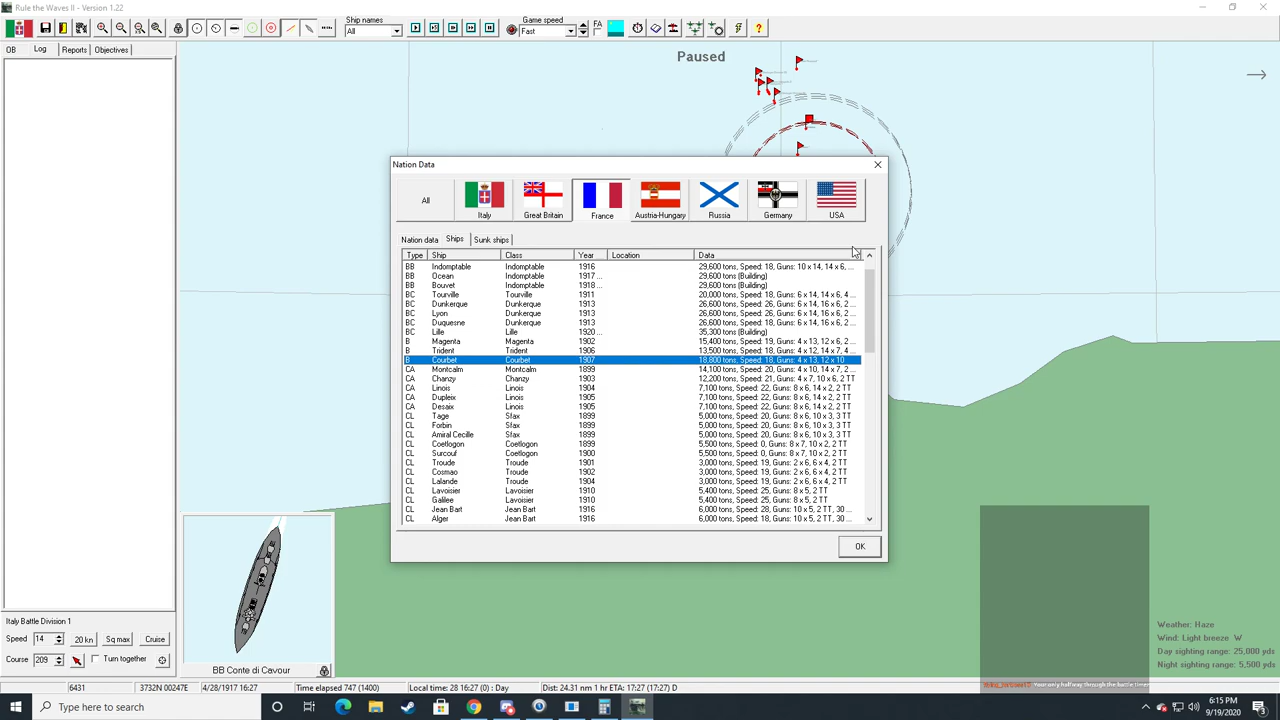 Rule the Waves II - Version 1.22
Ship names
All
Game speed
Fast
FA
OB
Log
Reports
Objectives
Paused
Nation Data
All
Italy
Great Britain
France
Austria-Hungary
Russia
Germany
USA
Nation data
Ships
Sunk ships
Type Ship Class Year Location Data
BB Indomptable Indomptable 1916 29,600 tons, Speed: 18, Guns: 10 x 14, 14 x 6, ...
BB Ocean Indomptable 1917 ... 29,600 tons (Building)
BB Bouvet Indomptable 1918 ... 29,600 tons (Building)
BC Tourville Tourville 1911 20,000 tons, Speed: 18, Guns: 6 x 14, 14 x 6, 4 ...
BC Dunkerque Dunkerque 1913 26,600 tons, Speed: 26, Guns: 6 x 14, 16 x 6, 2 ...
BC Lyon Dunkerque 1913 26,600 tons, Speed: 26, Guns: 6 x 14, 16 x 6, 2 ...
BC Duquesne Dunkerque 1913 26,600 tons, Speed: 18, Guns: 6 x 14, 16 x 6, 2 ...
BC Lille Lille 1920 ... 35,300 tons (Building)
B Magenta Magenta 1902 15,400 tons, Speed: 19, Guns: 4 x 13, 12 x 6, 2 ...
B Trident Trident 1906 13,500 tons, Speed: 18, Guns: 4 x 12, 14 x 7, 4 ...
B Courbet Courbet 1907 18,800 tons, Speed: 18, Guns: 4 x 13, 12 x 10
CA Montcalm Montcalm 1899 14,100 tons, Speed: 20, Guns: 4 x 10, 14 x 7, 2 ...
CA Chanzy Chanzy 1903 12,200 tons, Speed: 21, Guns: 4 x 7, 10 x 6, 2 TT
CA Linois Linois 1904 7,100 tons, Speed: 22, Guns: 8 x 6, 14 x 2, 2 TT
CA Dupleix Linois 1905 7,100 tons, Speed: 22, Guns: 8 x 6, 14 x 2, 2 TT
CA Desaix Linois 1905 7,100 tons, Speed: 22, Guns: 8 x 6, 14 x 2, 2 TT
CL Tage Sfax 1899 5,000 tons, Speed: 20, Guns: 8 x 6, 10 x 3, 3 TT
CL Forbin Sfax 1899 5,000 tons, Speed: 20, Guns: 8 x 6, 10 x 3, 3 TT
CL Amiral Cecille Sfax 1899 5,000 tons, Speed: 20, Guns: 8 x 6, 10 x 3, 3 TT
CL Coetlogon Coetlogon 1899 5,500 tons, Speed: 0, Guns: 8 x 7, 10 x 2, 2 TT
CL Surcouf Coetlogon 1900 5,500 tons, Speed: 0, Guns: 8 x 7, 10 x 2, 2 TT
CL Troude Troude 1901 3,000 tons, Speed: 19, Guns: 2 x 6, 6 x 4, 2 TT
CL Cosmao Troude 1902 3,000 tons, Speed: 19, Guns: 2 x 6, 6 x 4, 2 TT
CL Lalande Troude 1904 3,000 tons, Speed: 19, Guns: 2 x 6, 6 x 4, 2 TT
CL Lavoisier Lavoisier 1910 5,400 tons, Speed: 25, Guns: 8 x 5, 2 TT
CL Galilee Lavoisier 1910 5,400 tons, Speed: 25, Guns: 8 x 5, 2 TT
CL Jean Bart Jean Bart 1916 6,000 tons, Speed: 28, Guns: 10 x 5, 2 TT, 30 ...
CL Alger Jean Bart 1916 6,000 tons, Speed: 18, Guns: 10 x 5, 2 TT, 30 ...
OK
Italy Battle Division 1
Speed 14 20 kn Sq max Cruise
Course 209 Turn together
BB Conte di Cavour
Weather: Haze
Wind: Light breeze W
Day sighting range: 25,000 yds
Night sighting range: 5,500 yds
Your only halfway through the battle times
6431
3732N 00247E
4/28/1917 16:27
Time elapsed 747 (1400)
Local time: 28 16:27 (0) : Day
Dist: 24.31 nm 1 hr ETA: 17:27 (17:27) D
Type here to search
6:15 PM
9/19/2020
3